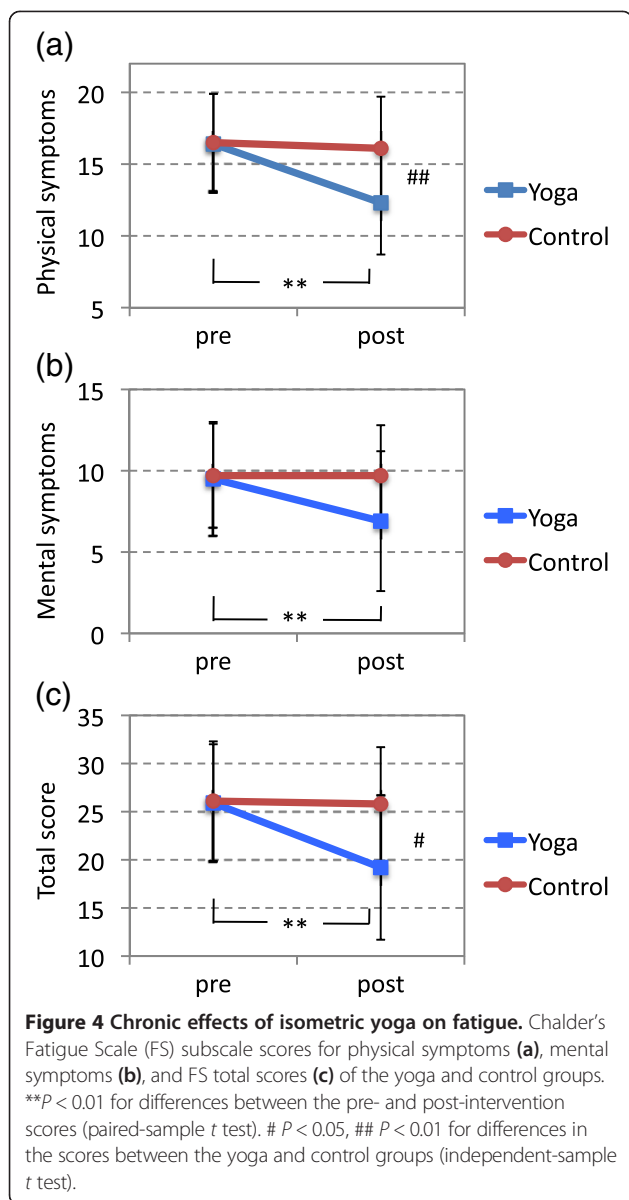 (a)
Physical symptoms
20
15
10
5
##
**
pre post
Yoga
Control
(b)
Mental symptoms
15
10
5
0
**
pre post
Yoga
Control
(c)
Total score
35
30
25
20
15
10
#
**
pre post
Yoga
Control
Figure 4 Chronic effects of isometric yoga on fatigue. Chalder's
Fatigue Scale (FS) subscale scores for physical symptoms (a), mental
symptoms (b), and FS total scores (c) of the yoga and control groups.
**P < 0.01 for differences between the pre- and post-intervention
scores (paired-sample t test). # P < 0.05, ## P < 0.01 for differences in
the scores between the yoga and control groups (independent-sample
t test).